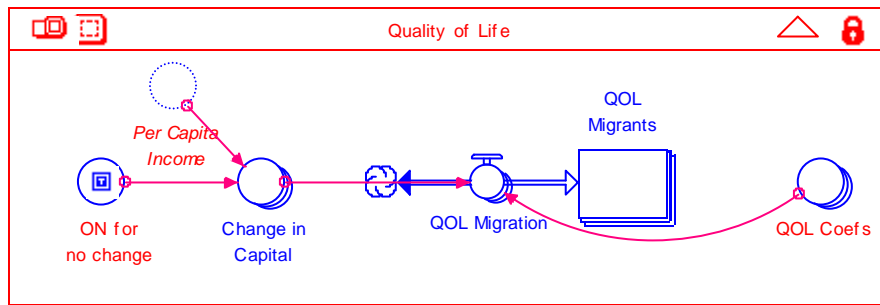 Quality of Life
QOL
Migrants
Per Capita
Income
ON for
no change
Change in
Capital
QOL Migration
QOL Coefs